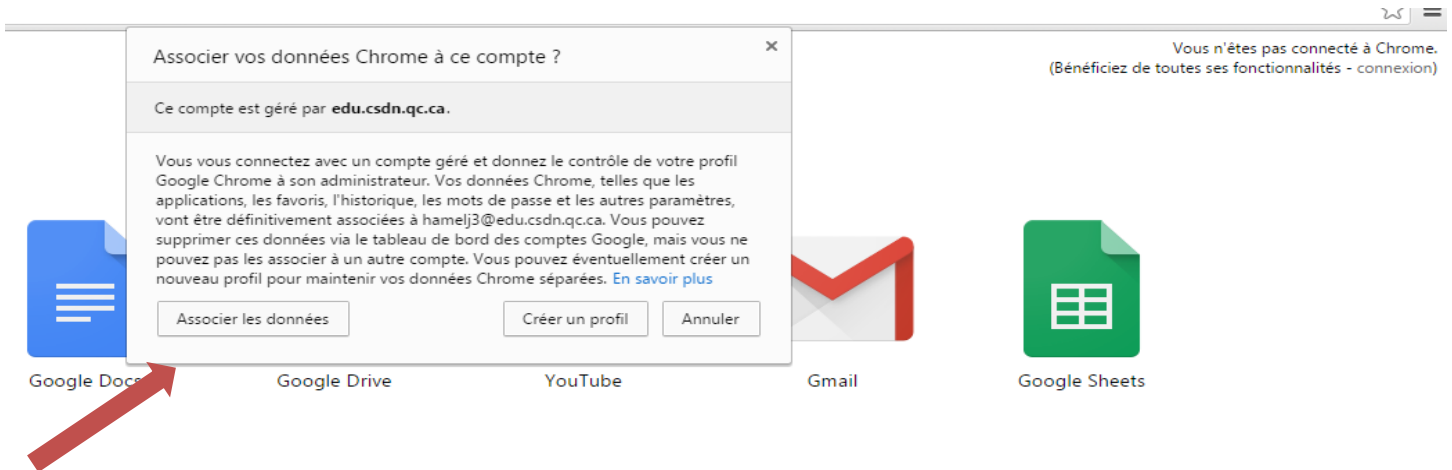 Associer vos données Chrome à ce compte ?
Vous n'êtes pas connecté à Chrome.
(Bénéficiez de toutes ses fonctionnalités - connexion)
Ce compte est géré par edu.csdn.qc.ca.
Vous vous connectez avec un compte géré et donnez le contrôle de votre profil
Google Chrome à son administrateur. Vos données Chrome, telles que les
applications, les favoris, l'historique, les mots de passe et les autres paramètres,
vont être définitivement associées à hamelj3@edu.csdn.qc.ca. Vous pouvez
supprimer ces données via le tableau de bord des comptes Google, mais vous ne
pouvez pas les associer à un autre compte. Vous pouvez éventuellement créer un
nouveau profil pour maintenir vos données Chrome séparées. En savoir plus
Associer les données Créer un profil Annuler
Google Docs Google Drive YouTube Gmail Google Sheets